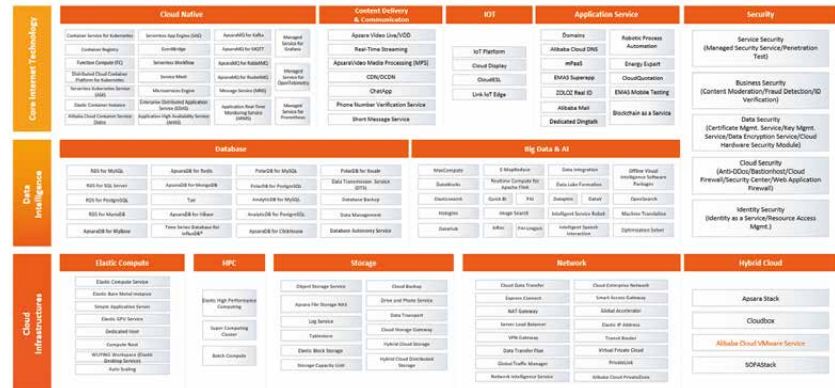 Core Internet Technology
Cloud Native
Container Service for Kubernetes
Container Registry
Function Compute (FC)
Distributed Cloud Container
Platform for Kubernetes
Serverless Kubernetes Service
(ASK)
Elastic Container Instance
Alibaba Cloud Container Service
Serverless App Engine (SAE)
EventBridge
Serverless Workflow
Service Mesh
Microservices Engine
Enterprise Distributed Application
Service (EDAS)
Application High Availability Service
(AHAS)
ApsaraMQ for Kafka
ApsaraMQ for MQTT
ApsaraMQ for RabbitMQ
ApsaraMQ for RocketMQ
Message Service (MNS)
Application Real-Time
Monitoring Service
(ARMS)
Managed
Service for
Grafana
Managed
Service for
OpenTelemetry
Managed
Service for
Prometheus
Content Delivery
& Communicaton
Apsara Video Live/VOD
Real-Time Streaming
ApsaraVideo Media Processing (MPS)
CDN/DCDN
ChatApp
Phone Number Verification Service
Short Message Service
IOT
IoT Platform
Cloud Display
CloudESL
Link IoT Edge
Application Service
Domains
Alibaba Cloud DNS
mPaaS
EMAS Superapp
ZOLOZ Real ID
Alibaba Mail
Dedicated Dingtalk
Robotic Process
Automation
Energy Expert
CloudQuotation
EMAS Mobile Testing
Blockchain as a Service
Security
Service Security
(Managed Security Service/Penetration
Test)
Business Security
(Content Moderation/Fraud Detection/ID
Verification)
Data Security
(Certificate Mgmt. Service/Key Mgmt.
Service/Data Encryption Service/Cloud
Hardware Security Module)
Cloud Security
(Anti-DDos/Bastionhost/Cloud
Firewall/Security Center/Web Application
Firewall)
Identity Security
(Identity as a Service/Resource Access
Mgmt.)
Data
Intelligence
Database
RDS for MySQL
RDS for SQL Server
RDS for PostgreSQL
RDS for MariaDB
ApsaraDB for MyBase
ApsaraDB for Redis
ApsaraDB for MongoDB
Tair
ApsaraDB for HBase
Time Series Database for
InfluxDB®
PolarDB for MySQL
PolarDB for PostgreSQL
AnalyticDB for MySQL
AnalyticDB for PostgreSQL
ApsaraDB for ClickHouse
PolarDB for Xscale
Data Transmission Service
(DTS)
Database Backup
Data Management
Database Autonomy Service
Big Data & AI
MaxCompute
DataWorks
Elasticsearch
Hologres
DataHub
E-MapReduce
Realtime Compute for
Apache Flink
Quick BI
PAI
Image Search
Data Integration
Data Lake Formation
Dataphin
DataV
Intelligent Service Robot
Intelligent Speech
Interaction
Offline Visual
Intelligence Software
Packages
OpenSearch
Machine Translation
Optimization Solver
Cloud
Infrastructures
Elastic Compute
Elastic Compute Service
Elastic Bare Metal Instance
Simple Application Server
Elastic GPU Service
Dedicated Host
Compute Nest
WUYING Workspace (Elastic
Desktop Service)
Auto Scaling
HPC
Elastic High Performance
Computing
Super Computing
Cluster
Batch Compute
Storage
Object Storage Service
Apsara File Storage NAS
Log Service
Tablestore
Elastic Block Storage
Storage Capacity Unit
Cloud Backup
Drive and Photo Service
Data Transport
Cloud Storage Gateway
Hybrid Cloud Storage
Hybrid Cloud Distributed
Storage
Network
Cloud Data Transfer
Express Connect
NAT Gateway
Server Load Balancer
VPN Gateway
Data Transfer Plan
Global Traffic Manager
Network Intelligence Service
Cloud Enterprise Network
Smart Access Gateway
Global Accelerator
Elastic IP Address
Transit Router
Virtual Private Cloud
PrivateLink
Alibaba Cloud PrivateZone
Hybrid Cloud
Apsara Stack
Cloudbox
Alibaba Cloud VMware Service
SOFAStack